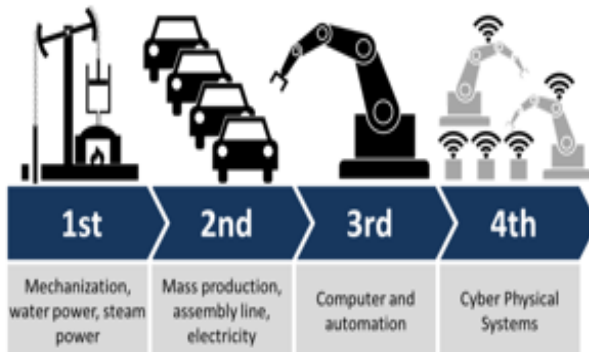 1st
2nd
3rd
4th
Mechanization,
water power, steam
power
Mass production,
assembly line,
electricity
Computer and
automation
Cyber Physical
Systems